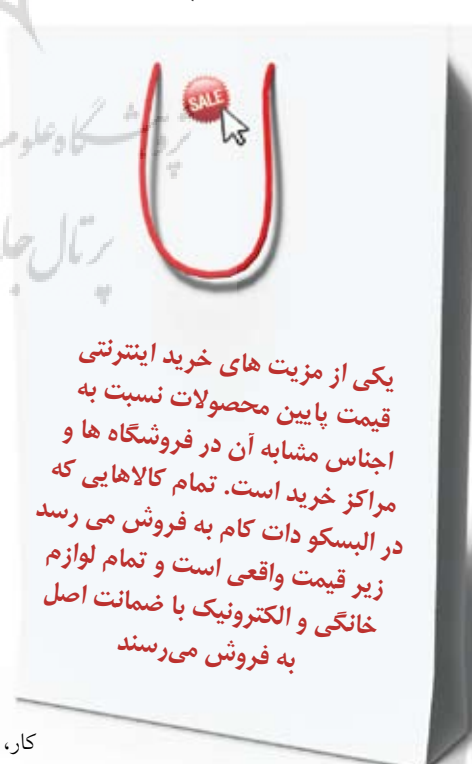 SALE
پرتال جا
یکی از مزیت های خرید اینترنتی
قیمت پایین محصولات نسبت به
اجناس مشابه آن در فروشگاه ها و
مراکز خرید است. تمام کالاهایی که
در البسکو دات کام به فروش می رسد
زیر قیمت واقعی است و تمام لوازم
خانگی و الکترونیک با ضمانت اصل
به فروش می‌رسند
کار،